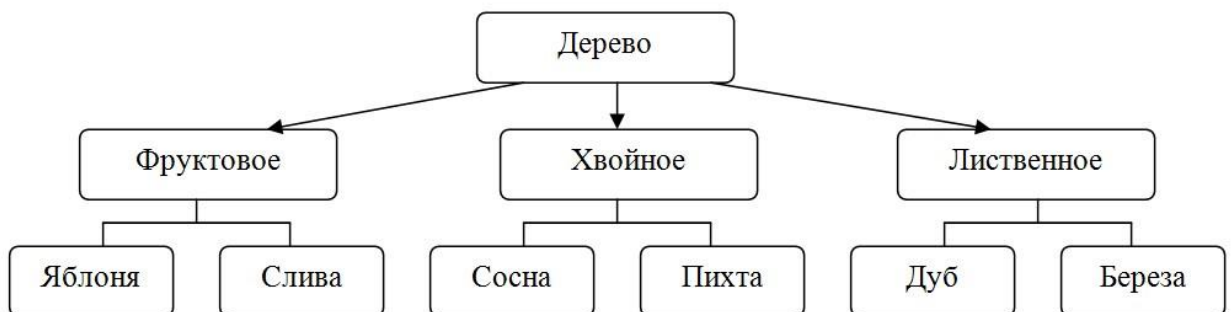 Дерево
Фруктовое
Хвойное
Лиственное
Яблоня
Слива
Сосна
Пихта
Дуб
Береза